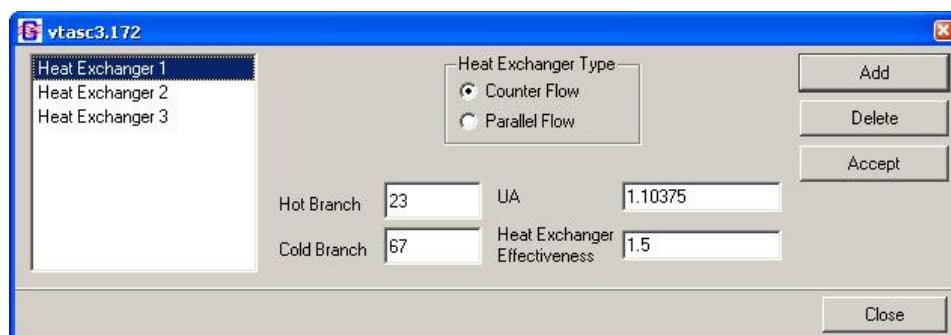 vtasc3.172
Heat Exchanger 1
Heat Exchanger 2
Heat Exchanger 3
Heat Exchanger Type
Counter Flow
Parallel Flow
Add
Delete
Accept
Hot Branch 23 UA 1.10375
Cold Branch 67 Heat Exchanger
Effectiveness 1.5
Close